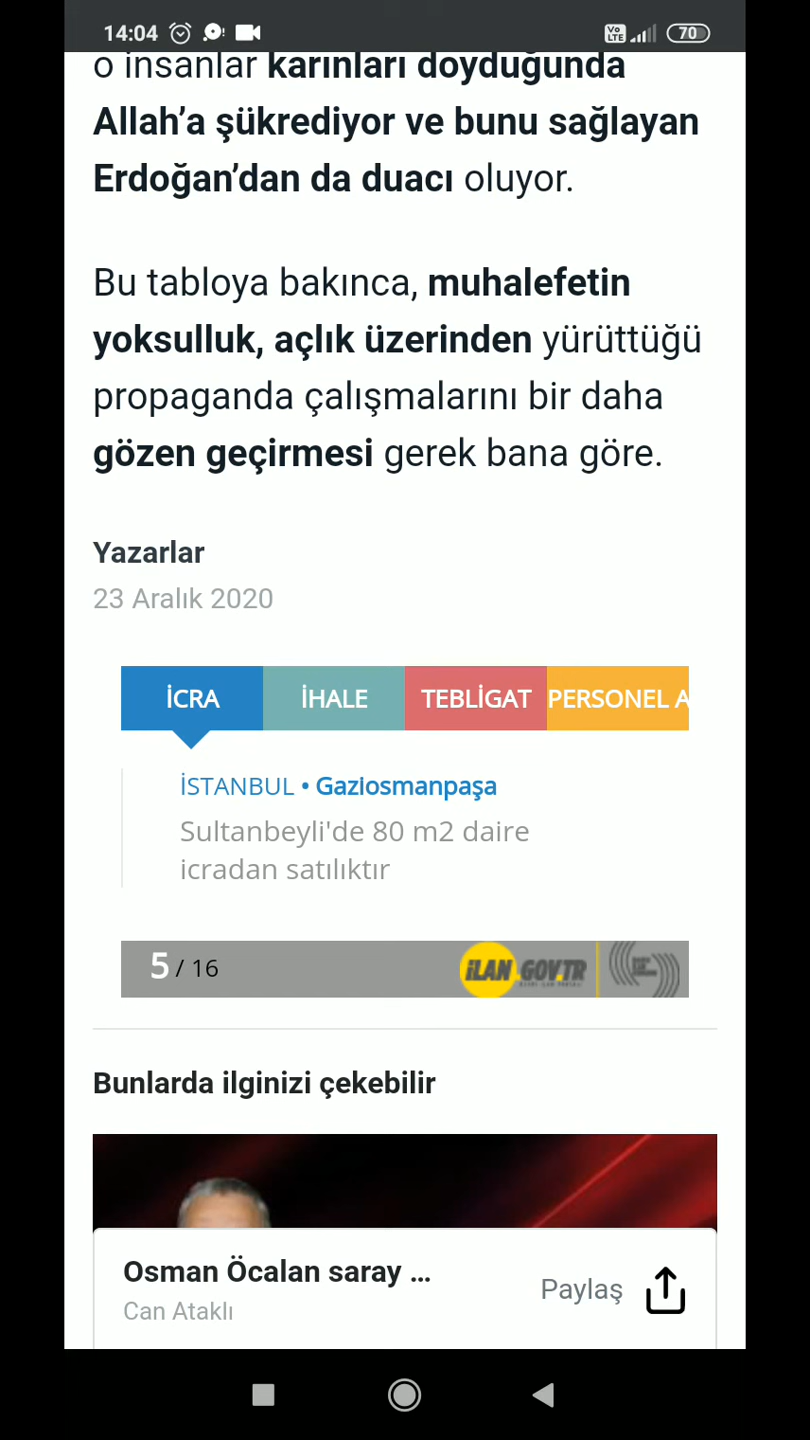 14:04
Vo
LTE
70
o insanlar karınları doyduğunda
Allah'a şükrediyor ve bunu sağlayan
Erdoğan'dan da duacı oluyor.
Bu tabloya bakınca, muhalefetin
yoksulluk, açlık üzerinden yürüttüğü
propaganda çalışmalarını bir daha
gözen geçirmesi gerek bana göre.
Yazarlar
23 Aralık 2020
İCRA
İHALE
TEBLİGAT
PERSONEL A
İSTANBUL • Gaziosmanpaşa
Sultanbeyli'de 80 m2 daire
icradan satılıktır
5 / 16
iLAN GOV.TR
Bunlarda ilginizi çekebilir
Osman Öcalan saray ...
Can Ataklı
Paylaş